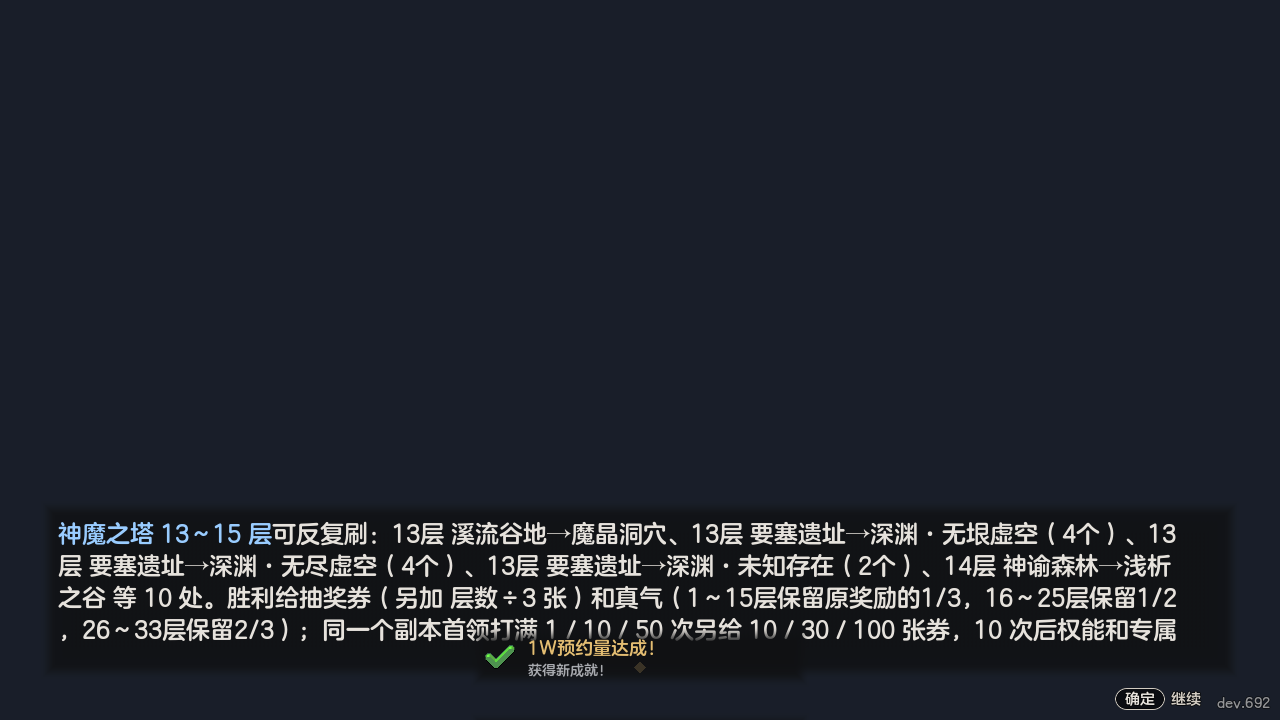 神魔之塔 13~15 层可反复刷：13层 溪流谷地→魔晶洞穴、13层 要塞遗址→深渊·无垠虚空（4个）、13
层 要塞遗址→深渊·无尽虚空（4个）、13层 要塞遗址→深渊·未知存在（2个）、14层 神谕森林→浅析
之谷 等 10 处。胜利给抽奖券（另加 层数÷3 张）和真气（1~15层保留原奖励的1/3，16~25层保留1/2
，26~33层保留2/3）；同一个副本首领打满 1 / 10 / 50 次另给 10 / 30 / 100 张券，10 次后权能和专属
1W预约量达成！
获得新成就！
确定 继续
dev.692